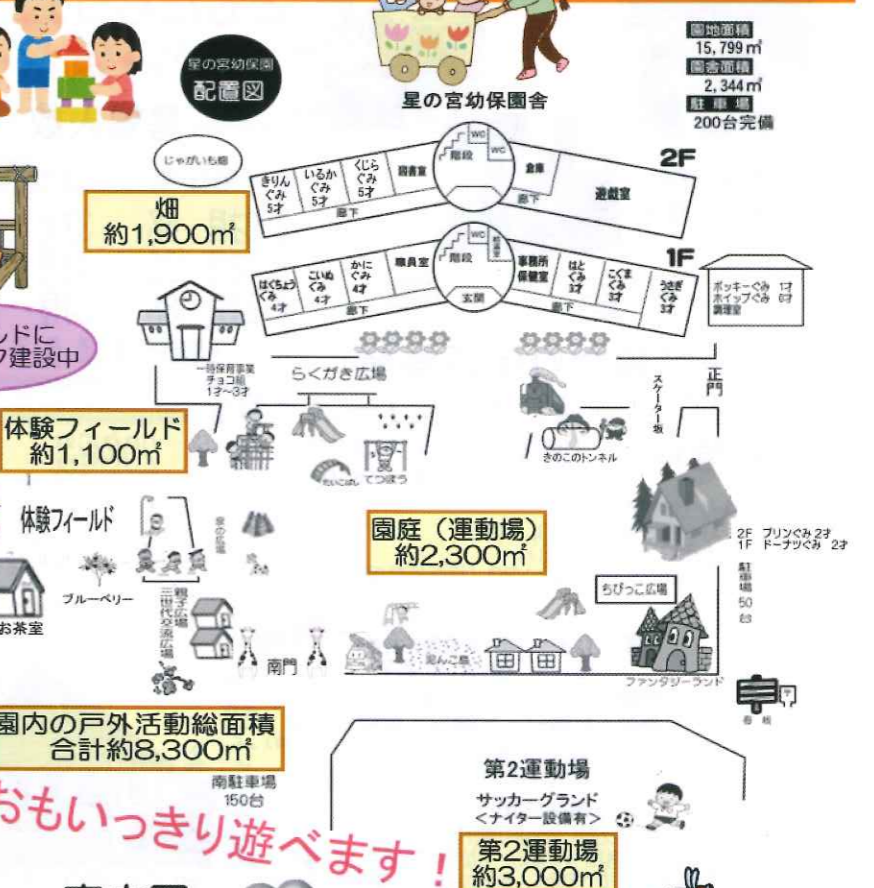 星の宮幼保園
配置図
星の宮幼保園舎
園地面積
15,799㎡
園舎面積
2,344㎡
駐車場
200台完備
じゃがいも畑
畑
約1,900㎡
2F
きりん
ぐみ
5才
いるか
ぐみ
5才
くじら
ぐみ
5才
図書室
階段
WC
WC
倉庫
遊戯室
廊下
廊下
1F
はくちょう
ぐみ
4才
こいぬ
ぐみ
4才
かに
ぐみ
4才
職員室
階段
WC
玄関
事務所
保健室
はと
ぐみ
3才
こぐま
ぐみ
3才
うさぎ
ぐみ
3才
廊下
廊下
ポッキーぐみ 1才
ホイップぐみ 0才
調理室
ルドに
ク建設中
一時保育事業
チョコ組
1才～3才
らくがき広場
正門
スケーター坂
体験フィールド
約1,100㎡
たいこばし
てつぼう
きのこのトンネル
体験フィールド
園庭（運動場）
約2,300㎡
2F プリンぐみ 2才
1F ドーナツぐみ 2才
駐車場
50
台
ブルーベリー
お茶室
親子広場
三世代交流広場
ちびっこ広場
南門
ファンタジーランド
看板
園内の戸外活動総面積
合計約8,300㎡
南駐車場
150台
おもいっきり遊べます！
第2運動場
サッカーグランド
＜ナイター設備有＞
第2運動場
約3,000㎡